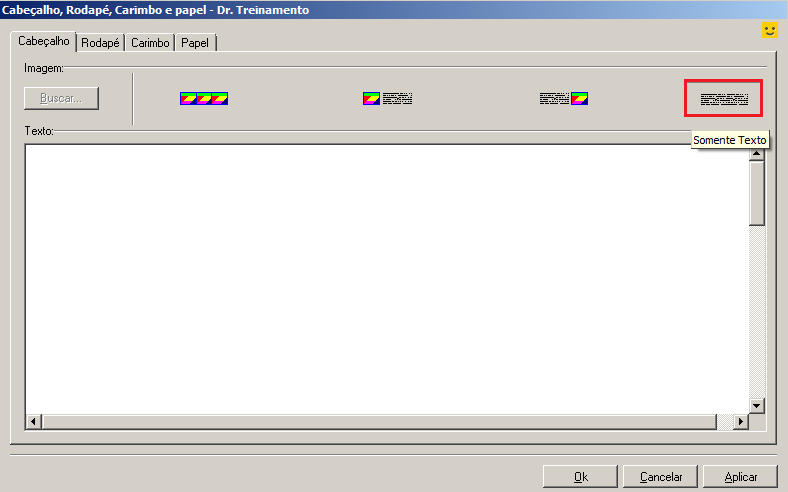 Cabeçalho, Rodapé, Carimbo e papel - Dr. Treinamento
Cabeçalho Rodapé Carimbo Papel
Imagem:
Buscar...
Texto:
Somente Texto
Ok Cancelar Aplicar